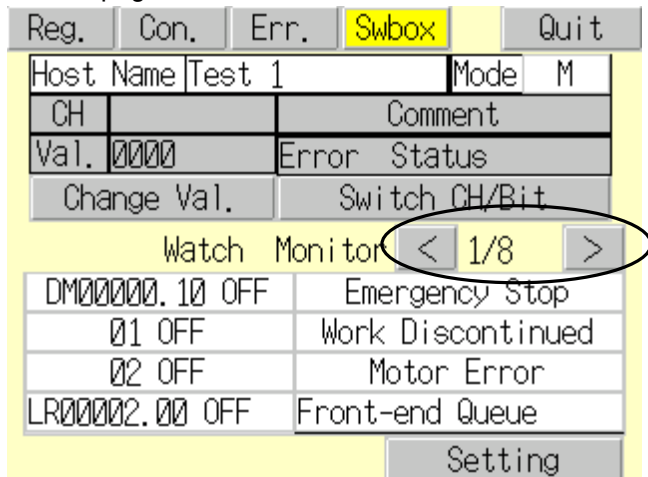 Reg. Con. Err. Swbox Quit
Host Name Test 1 Mode M
CH Comment
Val. 0000 Error Status
Change Val. Switch CH/Bit
Watch Monitor < 1/8 >
DM00000.10 OFF Emergency Stop
01 OFF Work Discontinued
02 OFF Motor Error
LR00002.00 OFF Front-end Queue
Setting